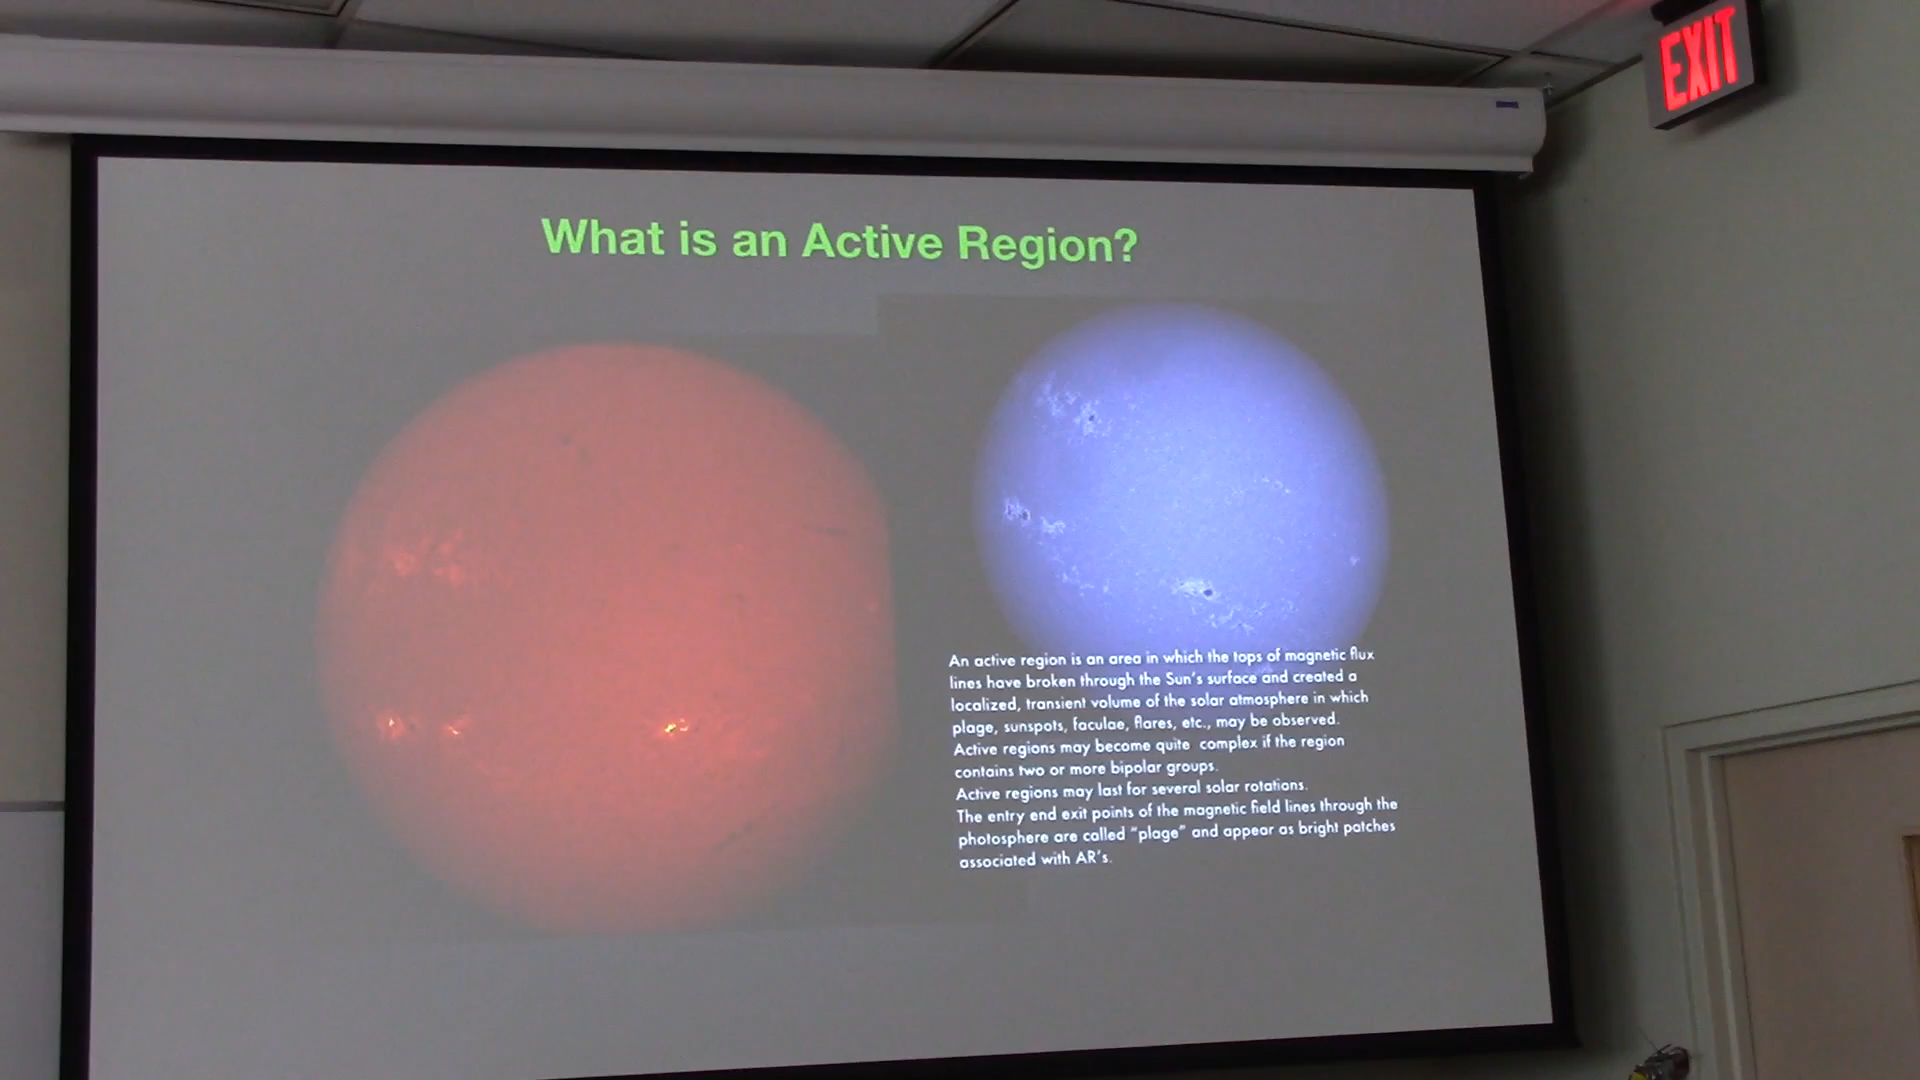 EXIT
What is an Active Region?
An active region is an area in which the tops of magnetic flux
lines have broken through the Sun's surface and created a
localized, transient volume of the solar atmosphere in which
plage, sunspots, faculae, flares, etc., may be observed.
Active regions may become quite complex if the region
contains two or more bipolar groups.
Active regions may last for several solar rotations.
The entry end exit points of the magnetic field lines through the
photosphere are called "plage" and appear as bright patches
associated with AR's.